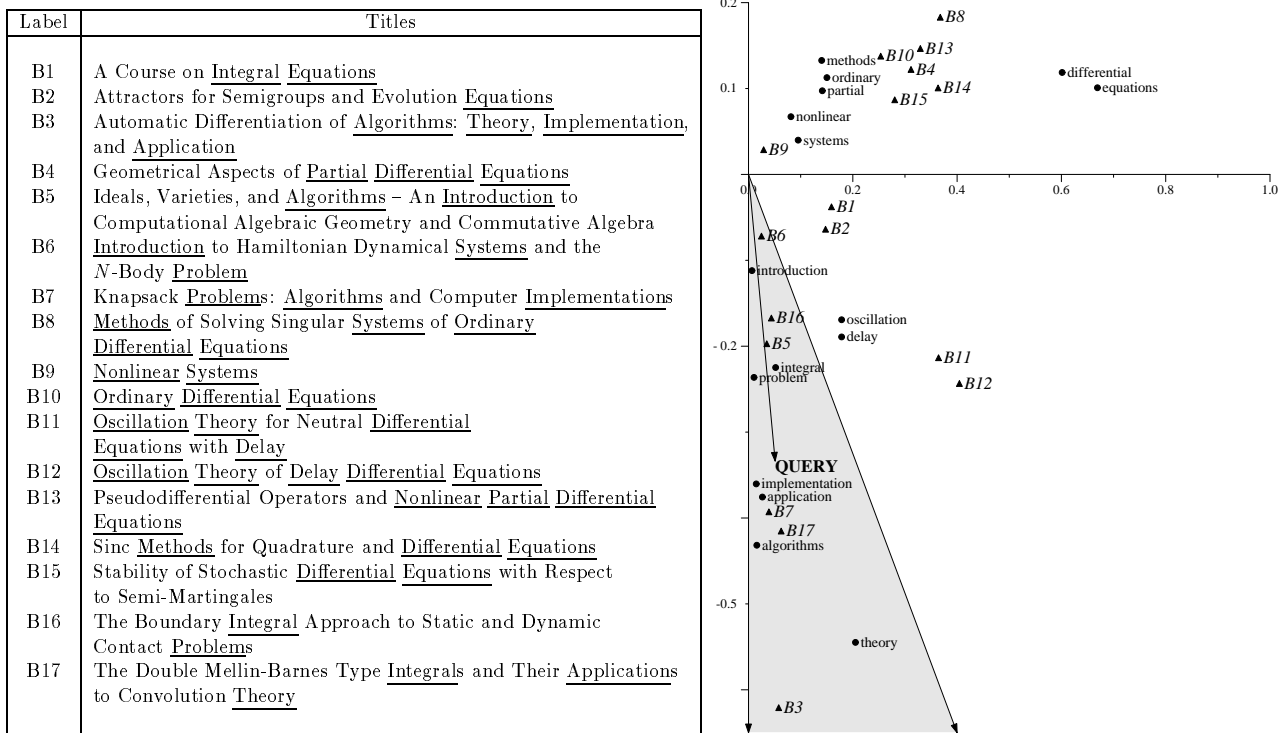 Label Titles
B1 A Course on Integral Equations
B2 Attractors for Semigroups and Evolution Equations
B3 Automatic Differentiation of Algorithms: Theory, Implementation,
and Application
B4 Geometrical Aspects of Partial Differential Equations
B5 Ideals, Varieties, and Algorithms – An Introduction to
Computational Algebraic Geometry and Commutative Algebra
B6 Introduction to Hamiltonian Dynamical Systems and the
N-Body Problem
B7 Knapsack Problems: Algorithms and Computer Implementations
B8 Methods of Solving Singular Systems of Ordinary
Differential Equations
B9 Nonlinear Systems
B10 Ordinary Differential Equations
B11 Oscillation Theory for Neutral Differential
Equations with Delay
B12 Oscillation Theory of Delay Differential Equations
B13 Pseudodifferential Operators and Nonlinear Partial Differential
Equations
B14 Sinc Methods for Quadrature and Differential Equations
B15 Stability of Stochastic Differential Equations with Respect
to Semi-Martingales
B16 The Boundary Integral Approach to Static and Dynamic
Contact Problems
B17 The Double Mellin-Barnes Type Integrals and Their Applications
to Convolution Theory
0.2
B8
B13
methods
B10
B4
differential
ordinary
0.1
partial
B14
equations
B15
nonlinear
systems
B9
0.0 0.2 0.4 0.6 0.8 1.0
B1
B2
B6
introduction
B16
oscillation
delay
-0.2
B5
B11
integral
problem
B12
QUERY
implementation
application
B7
B17
algorithms
-0.5
theory
B3